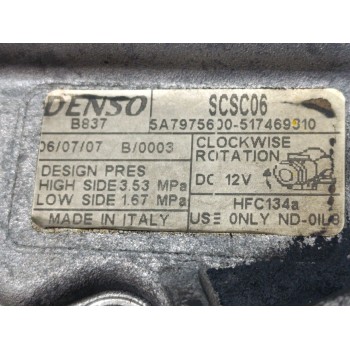 DENSO SCSC06
B837 5A7975600-517469310
06/07/07 B/0003 CLOCKWISE
ROTATION
DESIGN PRES
HIGH SIDE 3.53 MPa DC 12V
LOW SIDE 1.67 MPa HFC134a
MADE IN ITALY USE ONLY ND-OIL8